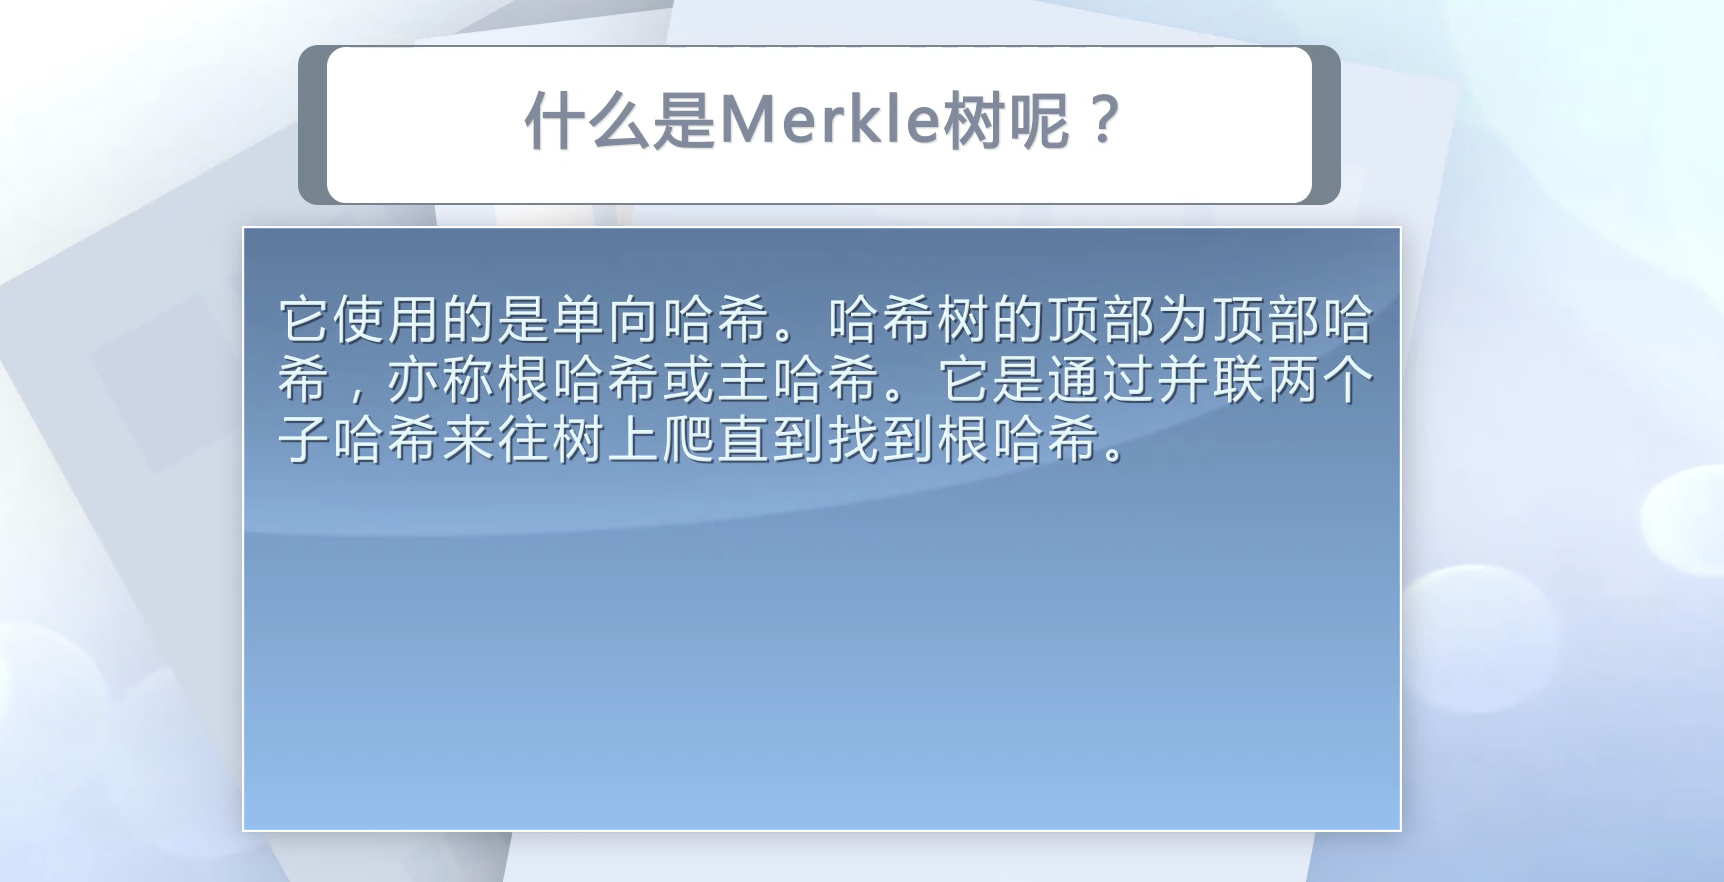 什么是Merkle树呢？
它使用的是单向哈希。哈希树的顶部为顶部哈
希，亦称根哈希或主哈希。它是通过并联两个
子哈希来往树上爬直到找到根哈希。